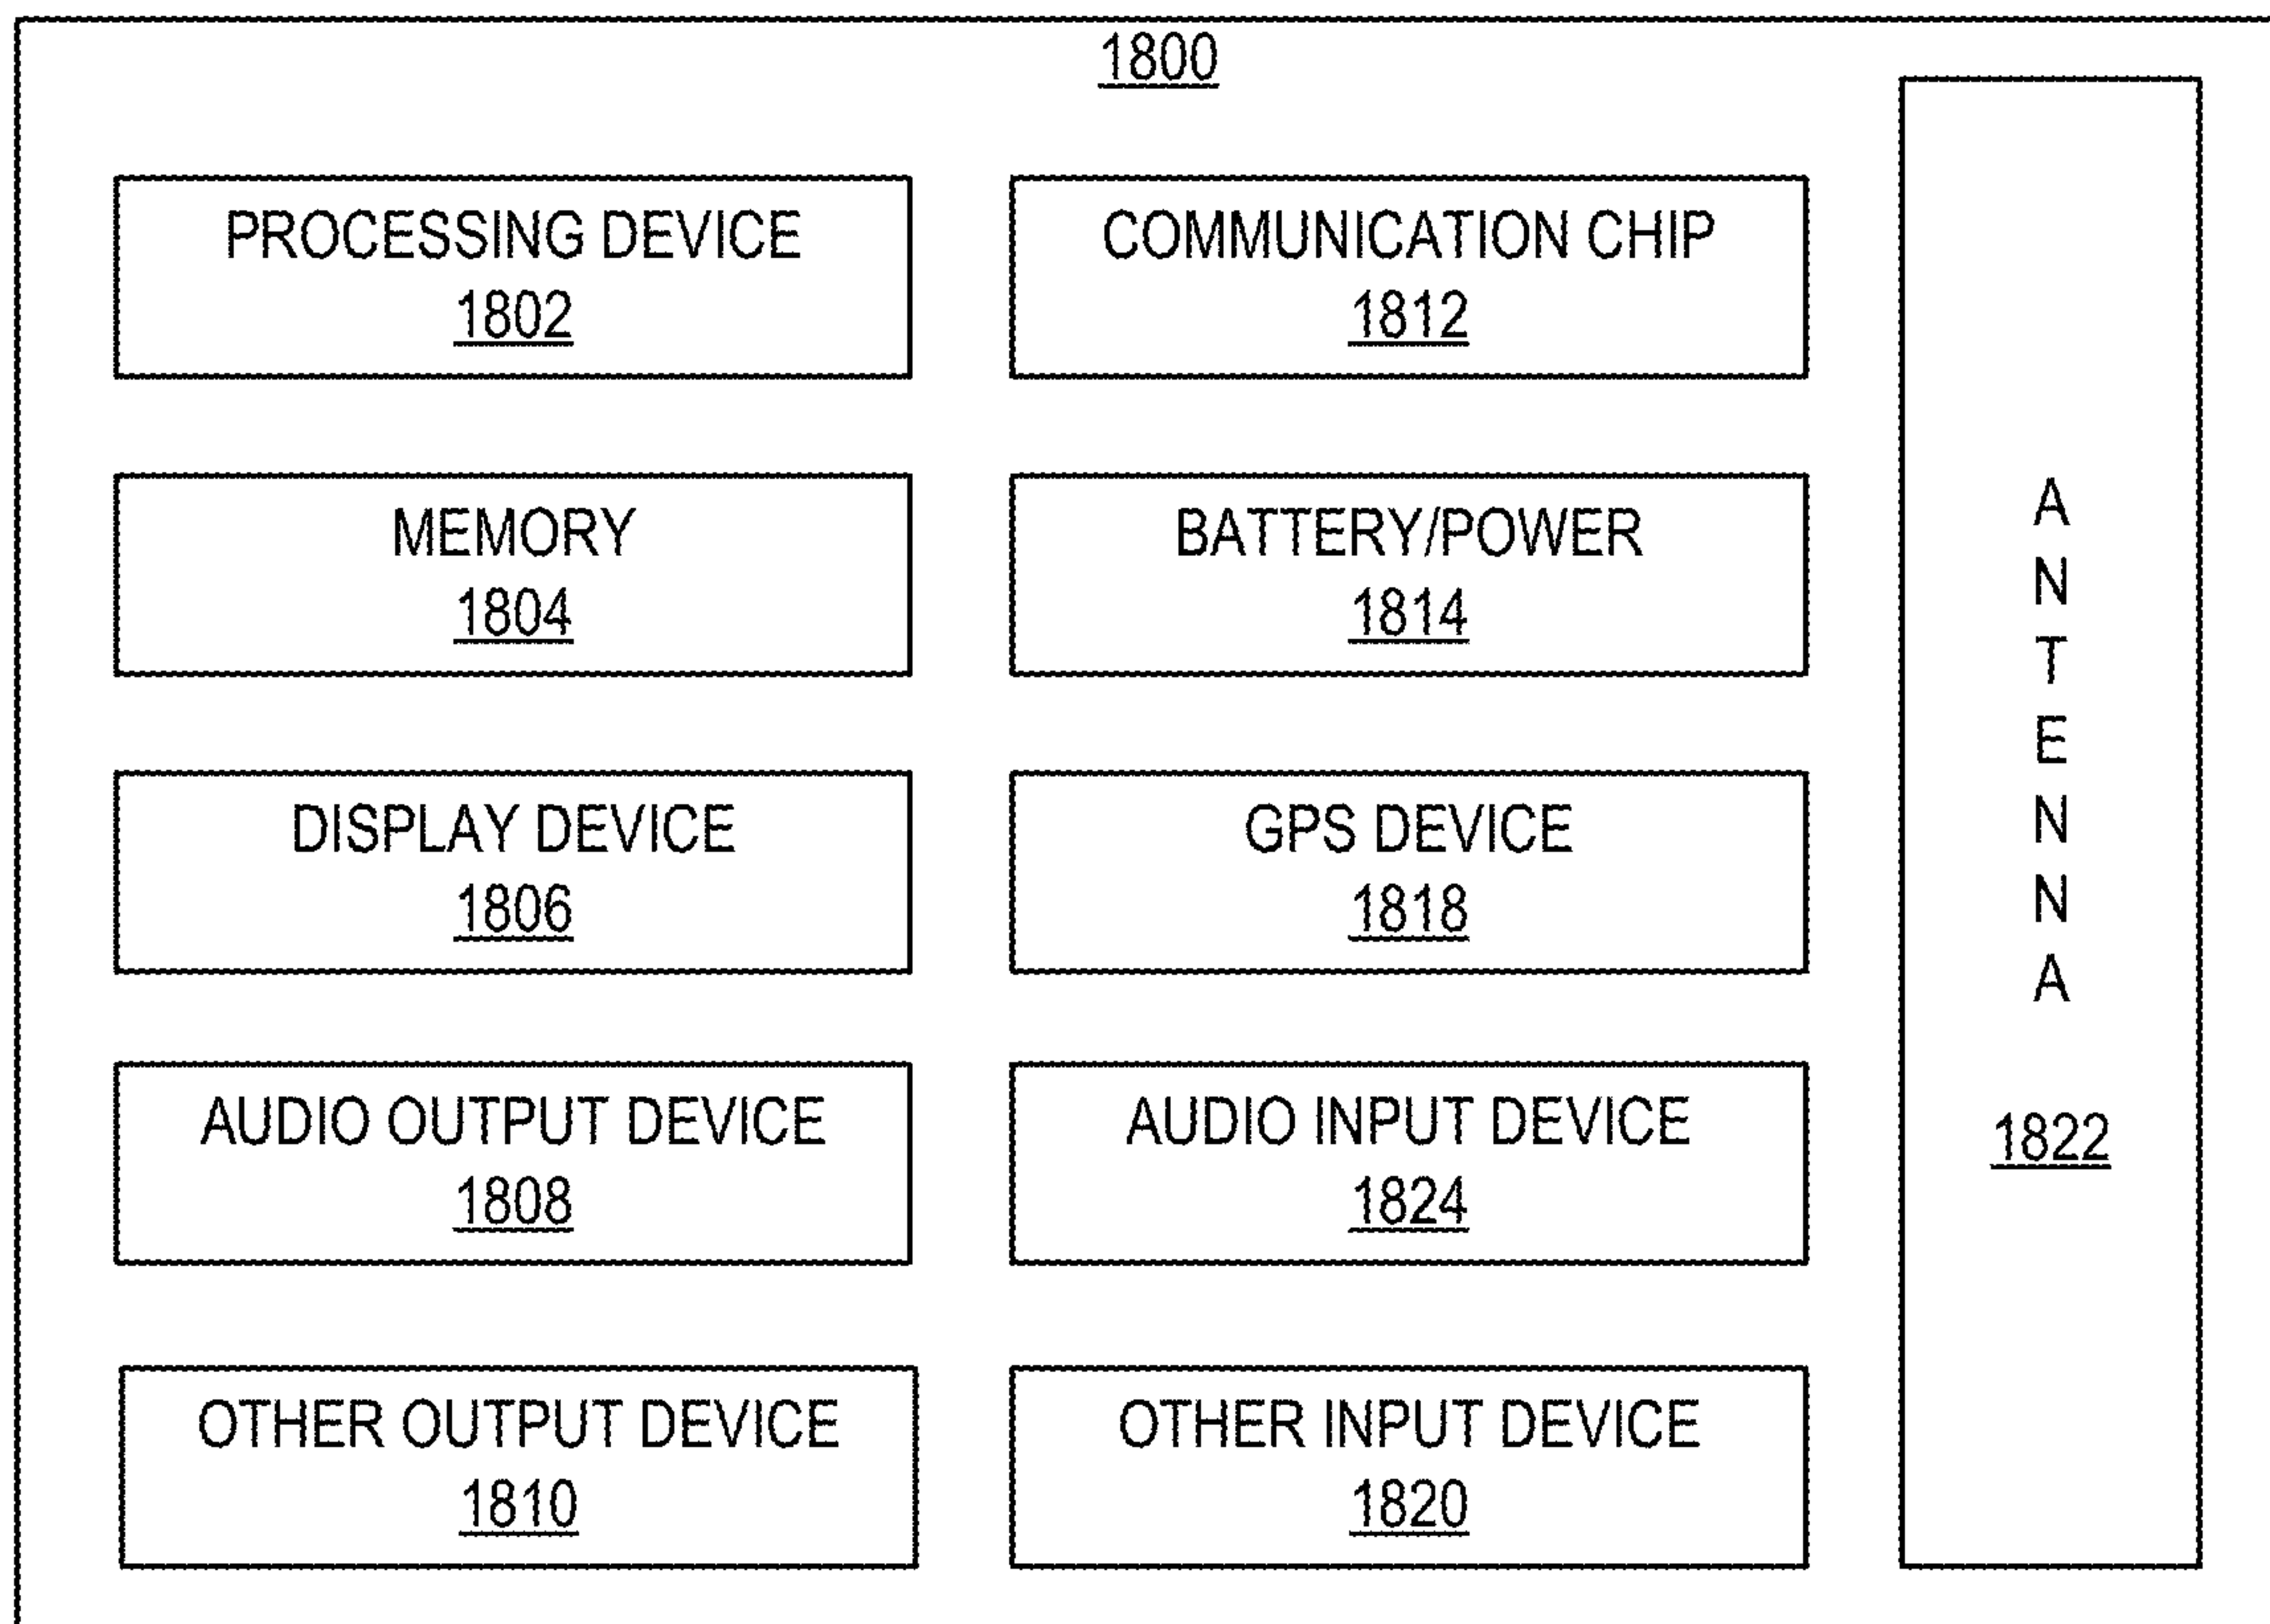 1800
PROCESSING DEVICE
1802
COMMUNICATION CHIP
1812
MEMORY
1804
BATTERY/POWER
1814
DISPLAY DEVICE
1806
GPS DEVICE
1818
AUDIO OUTPUT DEVICE
1808
AUDIO INPUT DEVICE
1824
OTHER OUTPUT DEVICE
1810
OTHER INPUT DEVICE
1820
ANTENNA
1822